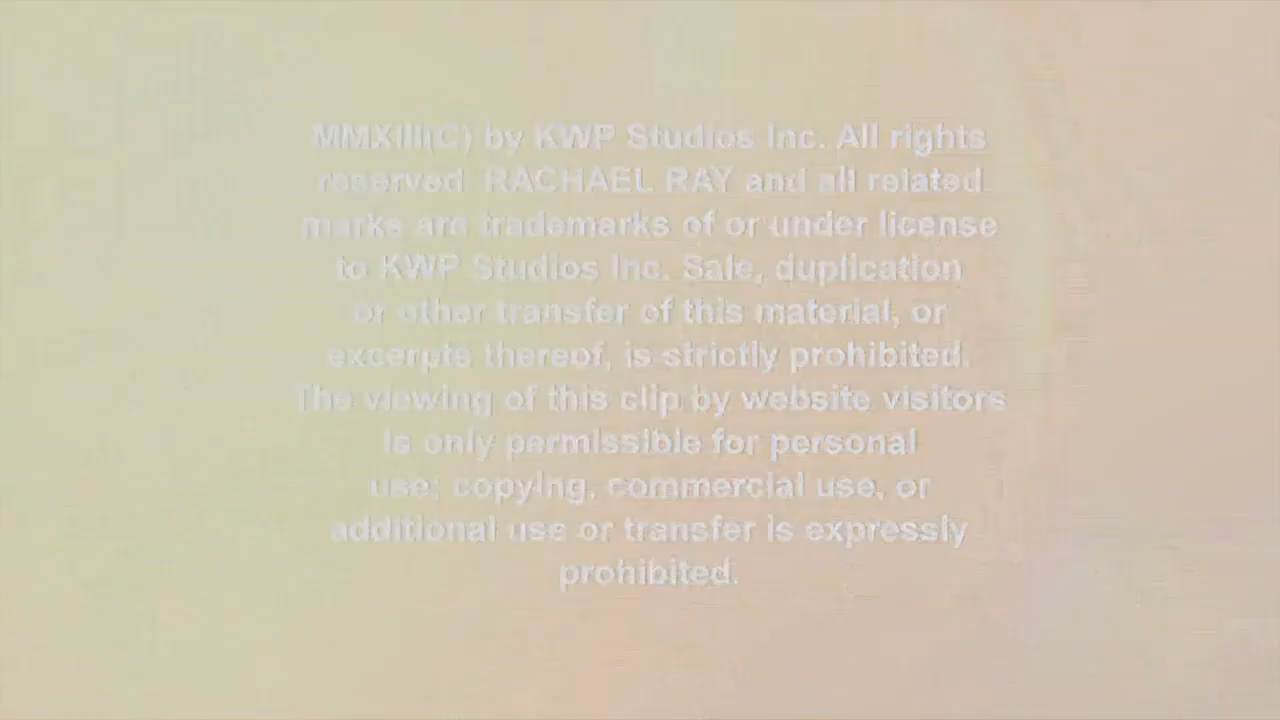 MMXIII(C) by KWP Studios Inc. All rights
reserved. RACHAEL RAY and all related
marks are trademarks of or under license
to KWP Studios Inc. Sale, duplication
or other transfer of this material, or
excerpts thereof, is strictly prohibited.
The viewing of this clip by website visitors
is only permissible for personal
use; copying, commercial use, or
additional use or transfer is expressly
prohibited.